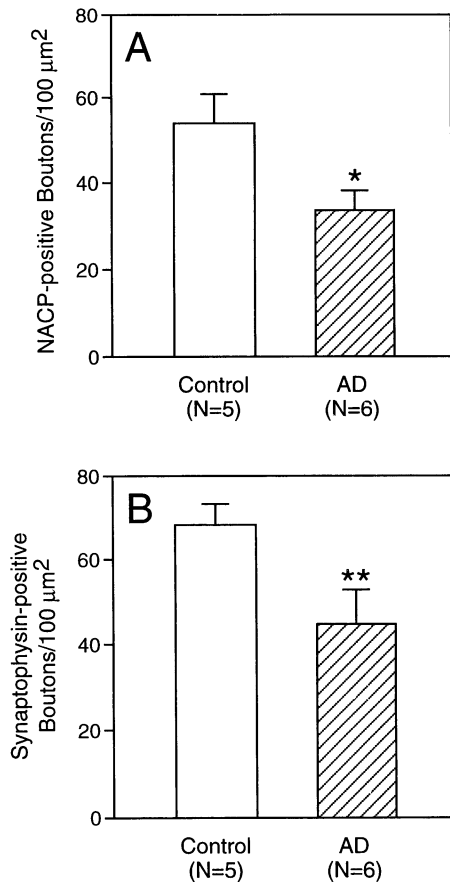 A
NACP-positive Boutons/100 μm2
80
60
40
20
0
*
Control
(N=5)
AD
(N=6)
B
Synaptophysin-positive
Boutons/100 μm2
80
60
40
20
0
**
Control
(N=5)
AD
(N=6)